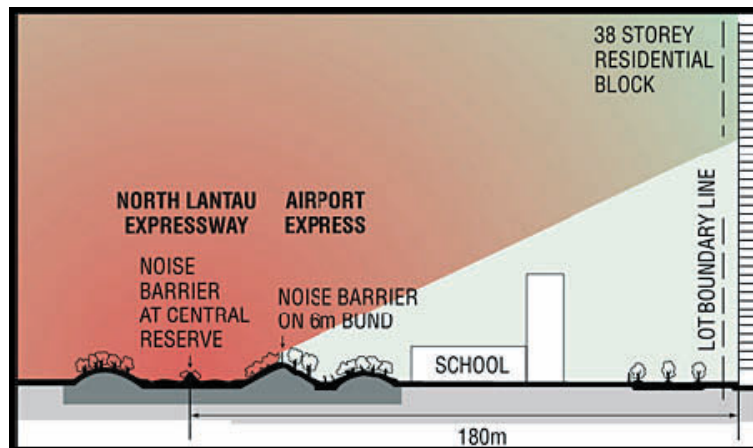 38 STOREY
RESIDENTIAL
BLOCK
NORTH LANTAU
EXPRESSWAY
AIRPORT
EXPRESS
NOISE
BARRIER
AT CENTRAL
RESERVE
NOISE BARRIER
ON 6m BUND
LOT BOUNDARY LINE
SCHOOL
180m